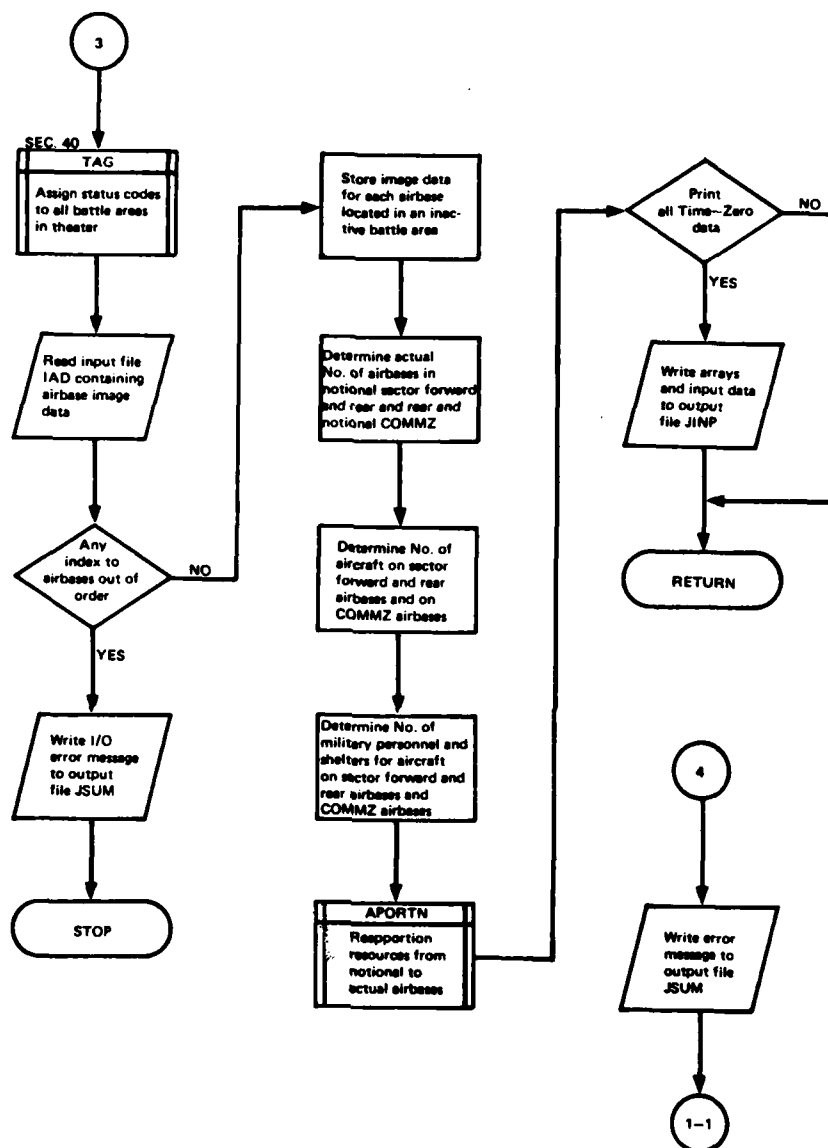 3
SEC. 40
TAG
Assign status codes
to all battle areas
in theater
Read input file
IAD containing
airbase image
data
Any
index to
airbases out of
order
NO
YES
Write I/O
error message
to output
file JSUM
STOP
Store image data
for each airbase
located in an inac-
tive battle area
Determine actual
No. of airbases in
notional sector forward
and rear and rear and
notional COMMZ
Determine No. of
aircraft on sector
forward and rear
airbases and on
COMMZ airbases
Determine No. of
military personnel and
shelters for aircraft
on sector forward and
rear airbases and
COMMZ airbases
APORTN
Reapportion
resources from
notional to
actual airbases
Print
all Time-Zero
data
NO
YES
Write arrays
and input data
to output
file JINP
RETURN
4
Write error
message to
output file
JSUM
1-1